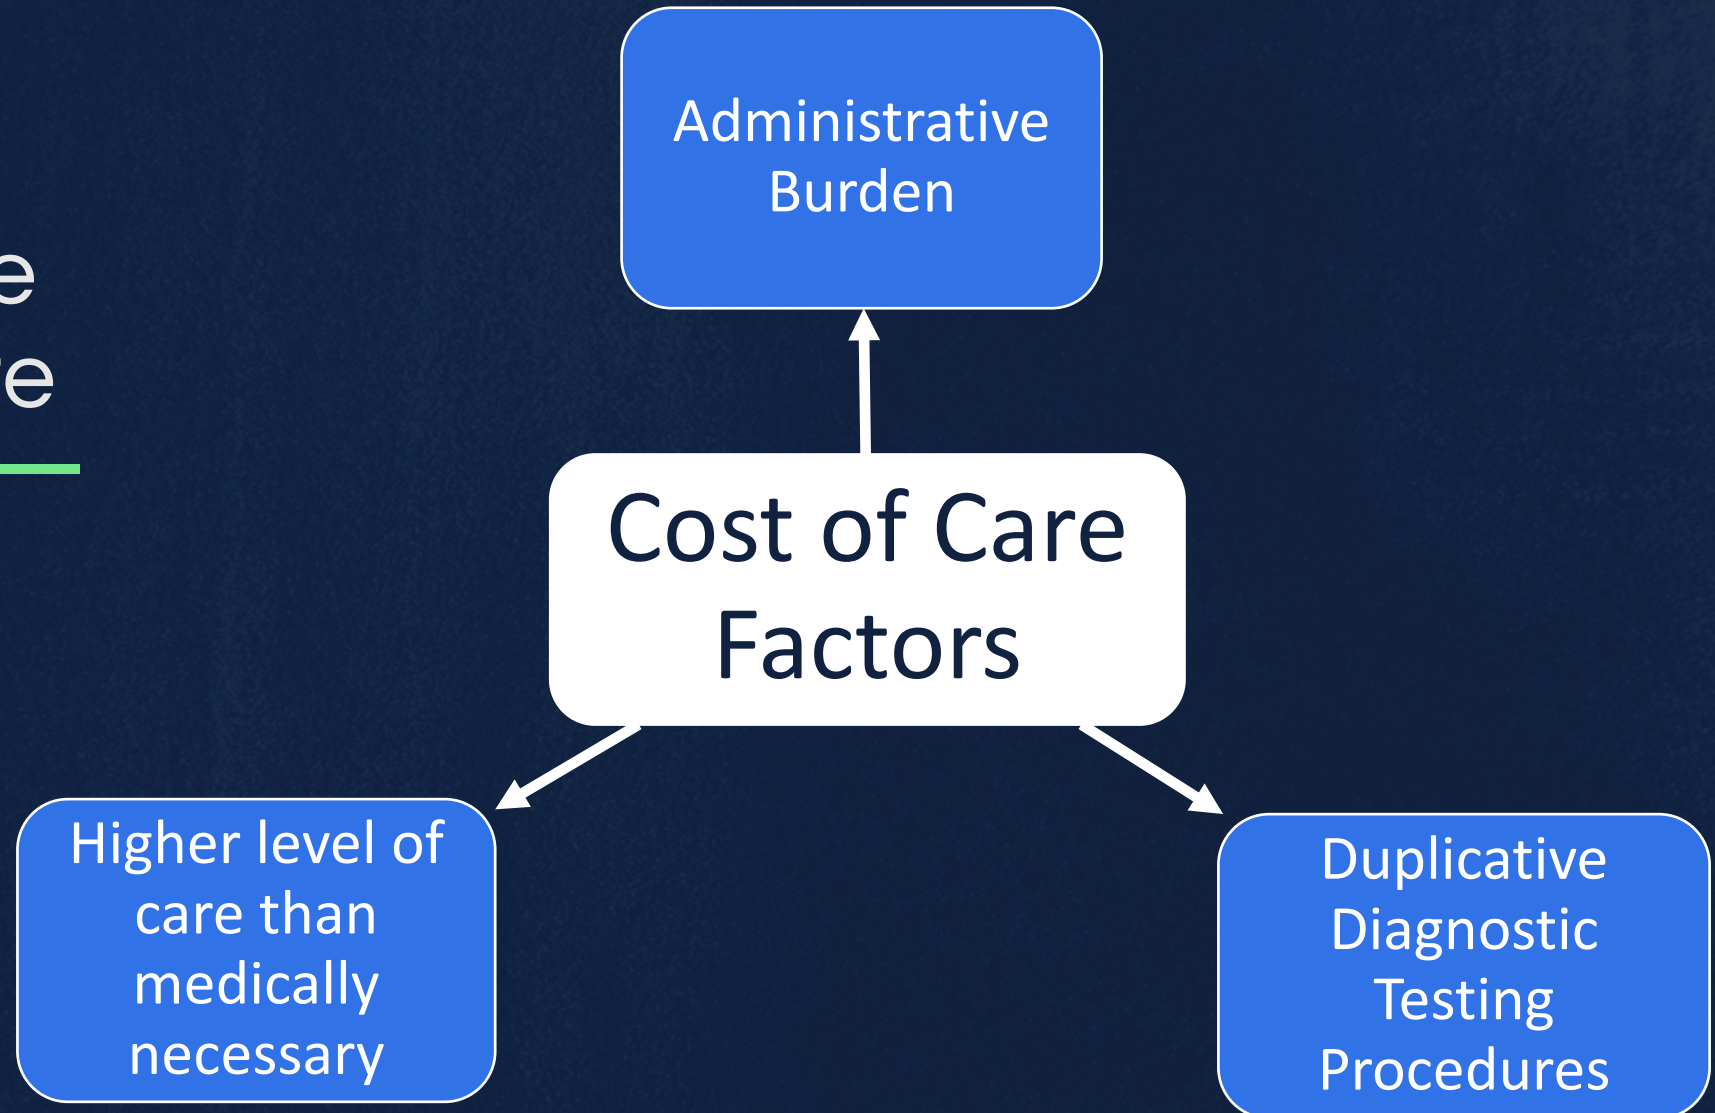 Administrative
Burden
Cost of Care
Factors
Higher level of
care than
medically
necessary
Duplicative
Diagnostic
Testing
Procedures